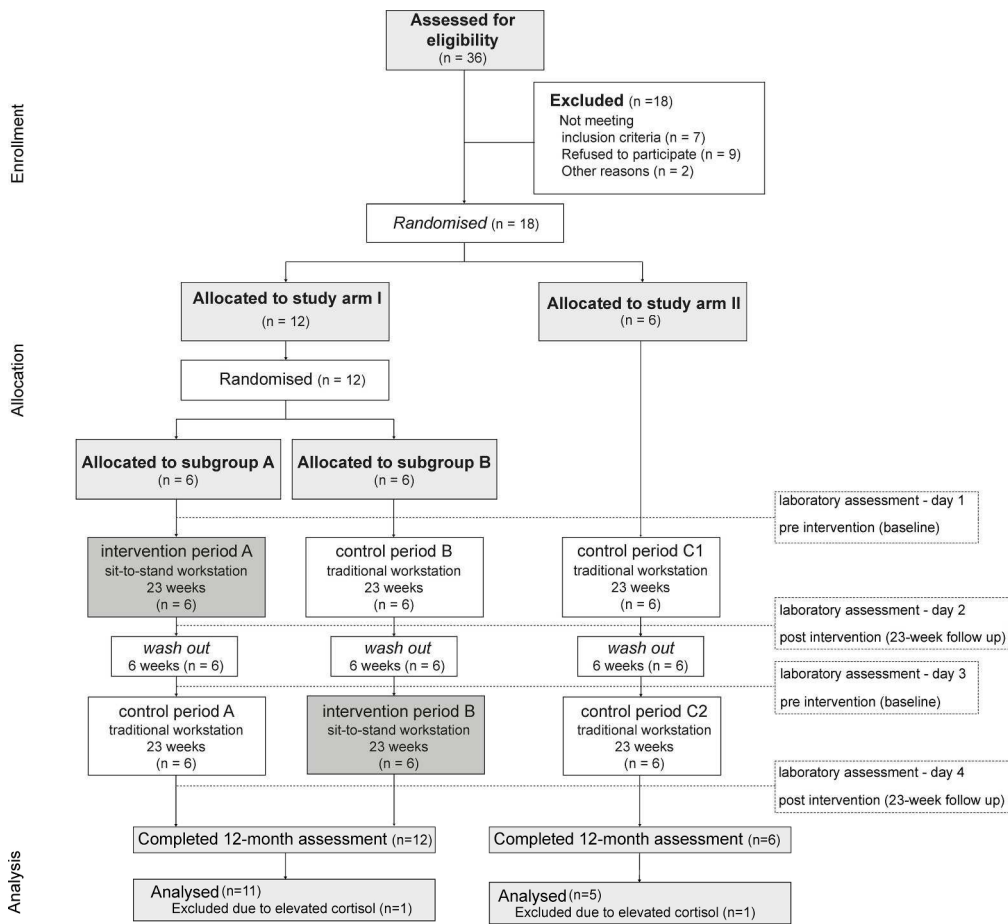 Assessed for
eligibility
(n = 36)
Enrollment
Excluded (n =18)
Not meeting
inclusion criteria (n = 7)
Refused to participate (n = 9)
Other reasons (n = 2)
Randomised (n = 18)
Allocation
Allocated to study arm I
(n = 12)
Allocated to study arm II
(n = 6)
Randomised (n = 12)
Allocated to subgroup A
(n = 6)
Allocated to subgroup B
(n = 6)
laboratory assessment - day 1
pre intervention (baseline)
intervention period A
sit-to-stand workstation
23 weeks
(n = 6)
control period B
traditional workstation
23 weeks
(n = 6)
control period C1
traditional workstation
23 weeks
(n = 6)
laboratory assessment - day 2
post intervention (23-week follow up)
wash out
6 weeks (n = 6)
wash out
6 weeks (n = 6)
wash out
6 weeks (n = 6)
laboratory assessment - day 3
pre intervention (baseline)
control period A
traditional workstation
23 weeks
(n = 6)
intervention period B
sit-to-stand workstation
23 weeks
(n = 6)
control period C2
traditional workstation
23 weeks
(n = 6)
laboratory assessment - day 4
post intervention (23-week follow up)
Analysis
Completed 12-month assessment (n=12)
Completed 12-month assessment (n=6)
Analysed (n=11)
Excluded due to elevated cortisol (n=1)
Analysed (n=5)
Excluded due to elevated cortisol (n=1)